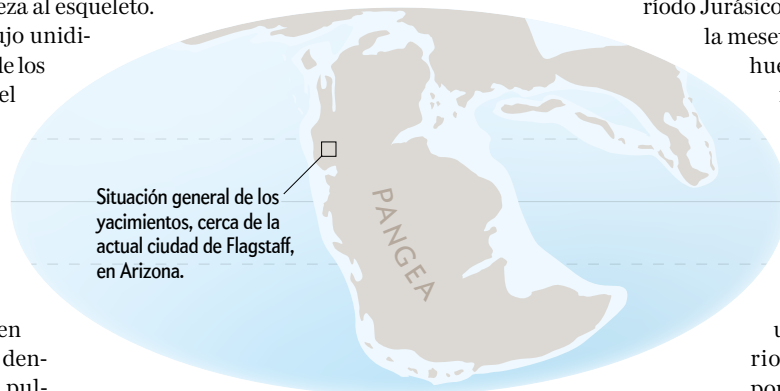 eza al esqueleto.
ujo unidi-
de los
el
en
den-
pul-
Situación general de los
yacimientos, cerca de la
actual ciudad de Flagstaff,
en Arizona.
PANGEA
ríodo Jurásico
la mese
hue
u
rio
por